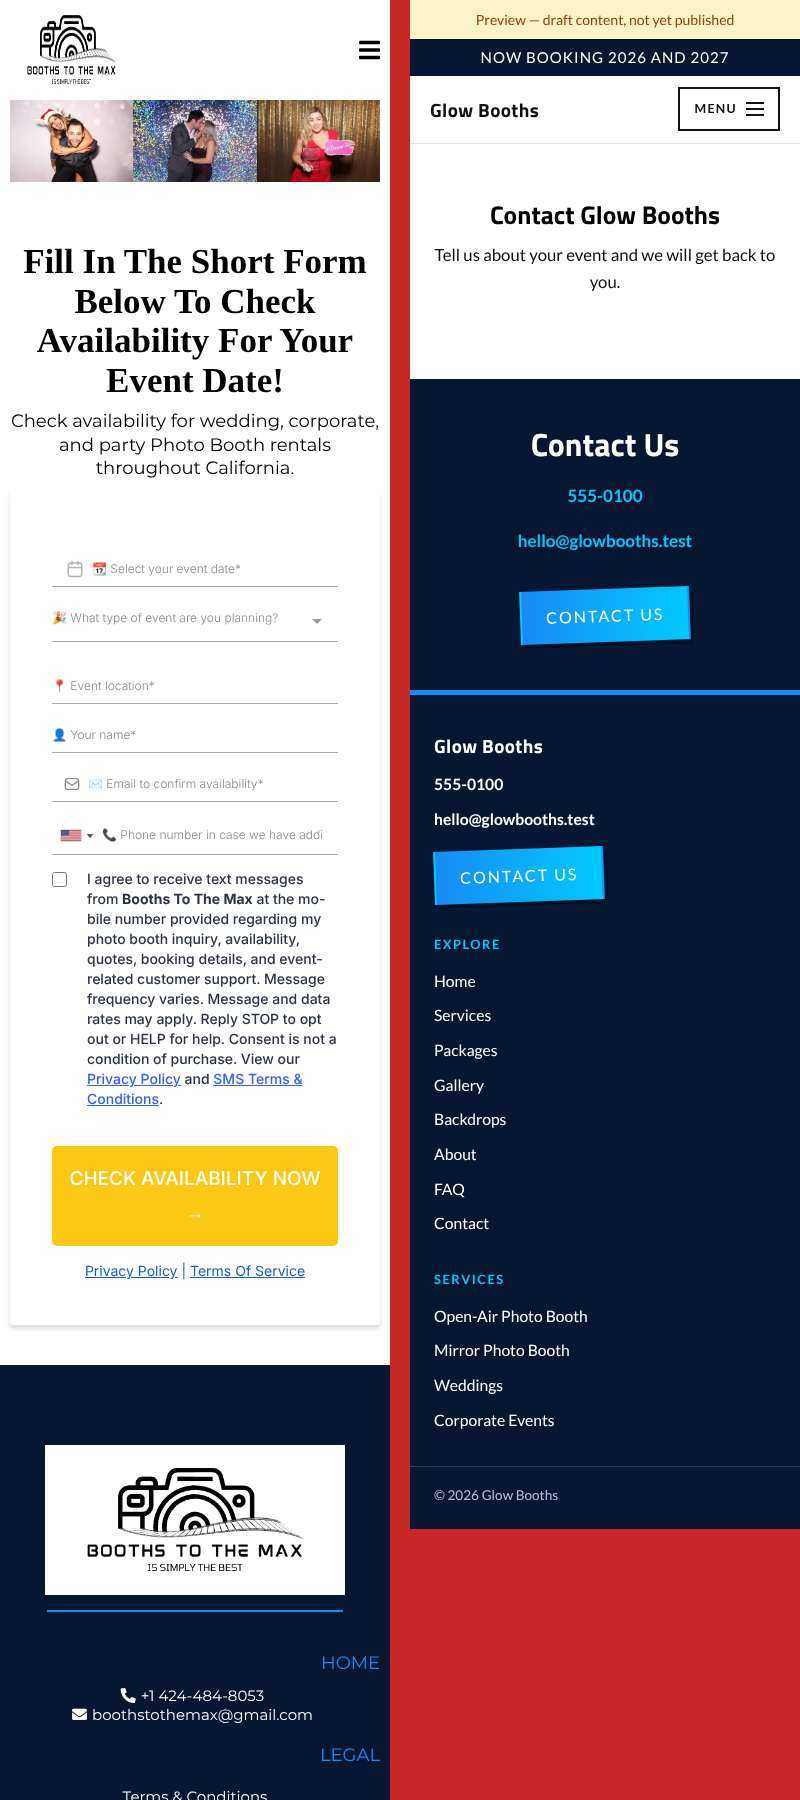 BOOTHS TO THE MAX
IS SIMPLY THE BEST
Fill In The Short Form
Below To Check
Availability For Your
Event Date!
Check availability for wedding, corporate,
and party Photo Booth rentals
throughout California.
📆 Select your event date*
🎉 What type of event are you planning?
📍 Event location*
👤 Your name*
✉️ Email to confirm availability*
📞 Phone number in case we have addi
I agree to receive text messages
from Booths To The Max at the mo-
bile number provided regarding my
photo booth inquiry, availability,
quotes, booking details, and event-
related customer support. Message
frequency varies. Message and data
rates may apply. Reply STOP to opt
out or HELP for help. Consent is not a
condition of purchase. View our
Privacy Policy and SMS Terms &
Conditions.
CHECK AVAILABILITY NOW
→
Privacy Policy | Terms Of Service
BOOTHS TO THE MAX
IS SIMPLY THE BEST
HOME
+1 424-484-8053
boothstothemax@gmail.com
LEGAL
Terms & Conditions
Preview — draft content, not yet published
NOW BOOKING 2026 AND 2027
Glow Booths
MENU
Contact Glow Booths
Tell us about your event and we will get back to
you.
Contact Us
555-0100
hello@glowbooths.test
CONTACT US
Glow Booths
555-0100
hello@glowbooths.test
CONTACT US
EXPLORE
Home
Services
Packages
Gallery
Backdrops
About
FAQ
Contact
SERVICES
Open-Air Photo Booth
Mirror Photo Booth
Weddings
Corporate Events
© 2026 Glow Booths